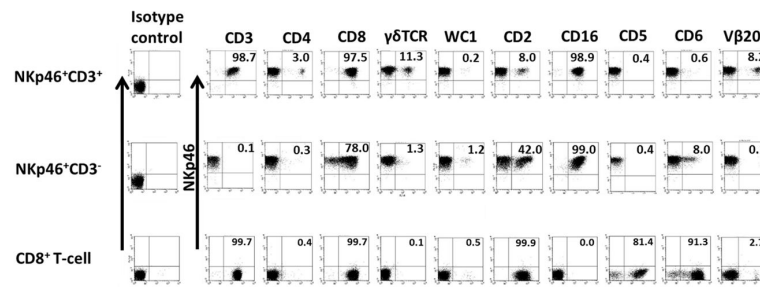 Isotype control
CD3 CD4 CD8 γδTCR WC1 CD2 CD16 CD5 CD6 Vβ20
NKp46⁺CD3⁺ 98.7 3.0 97.5 11.3 0.2 8.0 98.9 0.4 0.6 8.
NKp46
NKp46⁺CD3⁻ 0.1 0.3 78.0 1.3 1.2 42.0 99.0 0.4 8.0 0.
CD8⁺ T-cell 99.7 0.4 99.7 0.1 0.5 99.9 0.0 81.4 91.3 2.